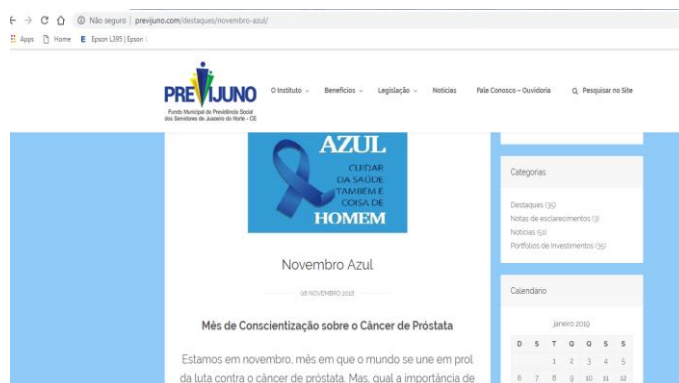 Não seguro | previjuno.com/destaques/novembro-azul/
Apps Home E Epson L395 | Epson
PREVIJUNO
Fundo Municipal de Previdência Social
dos Servidores de Juazeiro do Norte - CE
O Instituto Benefícios Legislação Notícias Fale Conosco – Ouvidoria Pesquisar no Site
AZUL
CUIDAR
DA SAÚDE
TAMBÉM É
COISA DE
HOMEM
Novembro Azul
08 NOVEMBRO 2018
Mês de Conscientização sobre o Câncer de Próstata
Estamos em novembro, mês em que o mundo se une em prol
da luta contra o câncer de próstata. Mas, qual a importância de
Categorias
Destaques (35)
Notas de esclarecimentos (3)
Notícias (51)
Portfolios de Investimentos (35)
Calendário
janeiro 2019
D S T Q Q S S
1 2 3 4 5
6 7 8 9 10 11 12